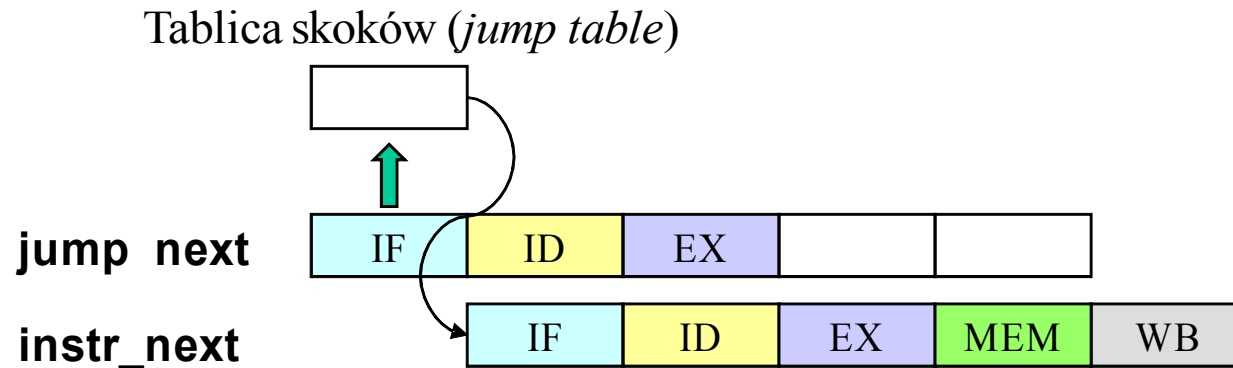 Tablica skoków (jump table)
jump next IF ID EX
instr_next IF ID EX MEM WB